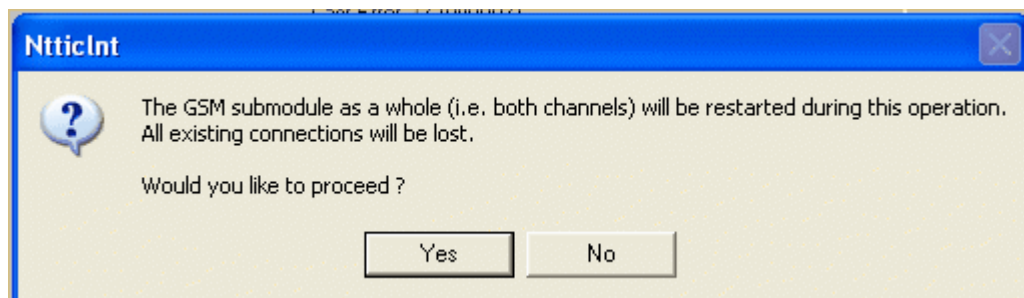 NtticInt
The GSM submodule as a whole (i.e. both channels) will be restarted during this operation.
All existing connections will be lost.
Would you like to proceed ?
Yes
No